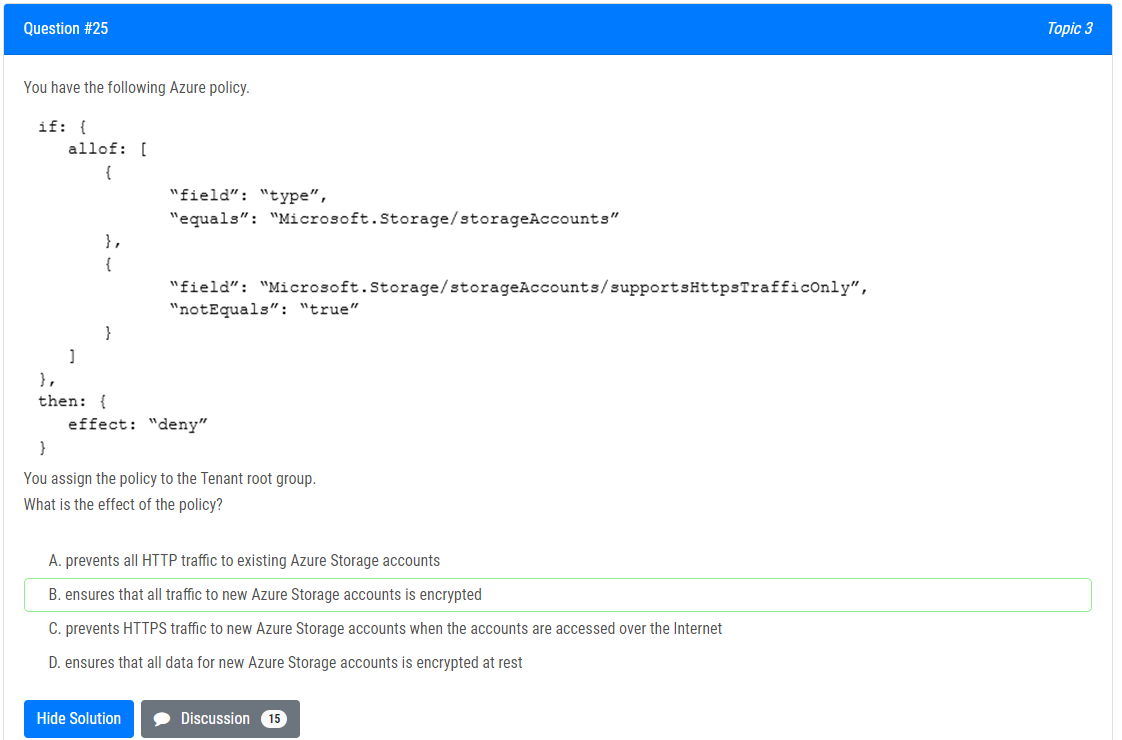 Question #25
Topic 3
You have the following Azure policy.
if: {
allof: [
{
“field”: “type”,
“equals”: “Microsoft.Storage/storageAccounts”
},
{
“field”: “Microsoft.Storage/storageAccounts/supportsHttpsTrafficOnly”,
“notEquals”: “true”
}
]
},
then: {
effect: “deny”
}
You assign the policy to the Tenant root group.
What is the effect of the policy?
A. prevents all HTTP traffic to existing Azure Storage accounts
B. ensures that all traffic to new Azure Storage accounts is encrypted
C. prevents HTTPS traffic to new Azure Storage accounts when the accounts are accessed over the Internet
D. ensures that all data for new Azure Storage accounts is encrypted at rest
Hide Solution
Discussion 15